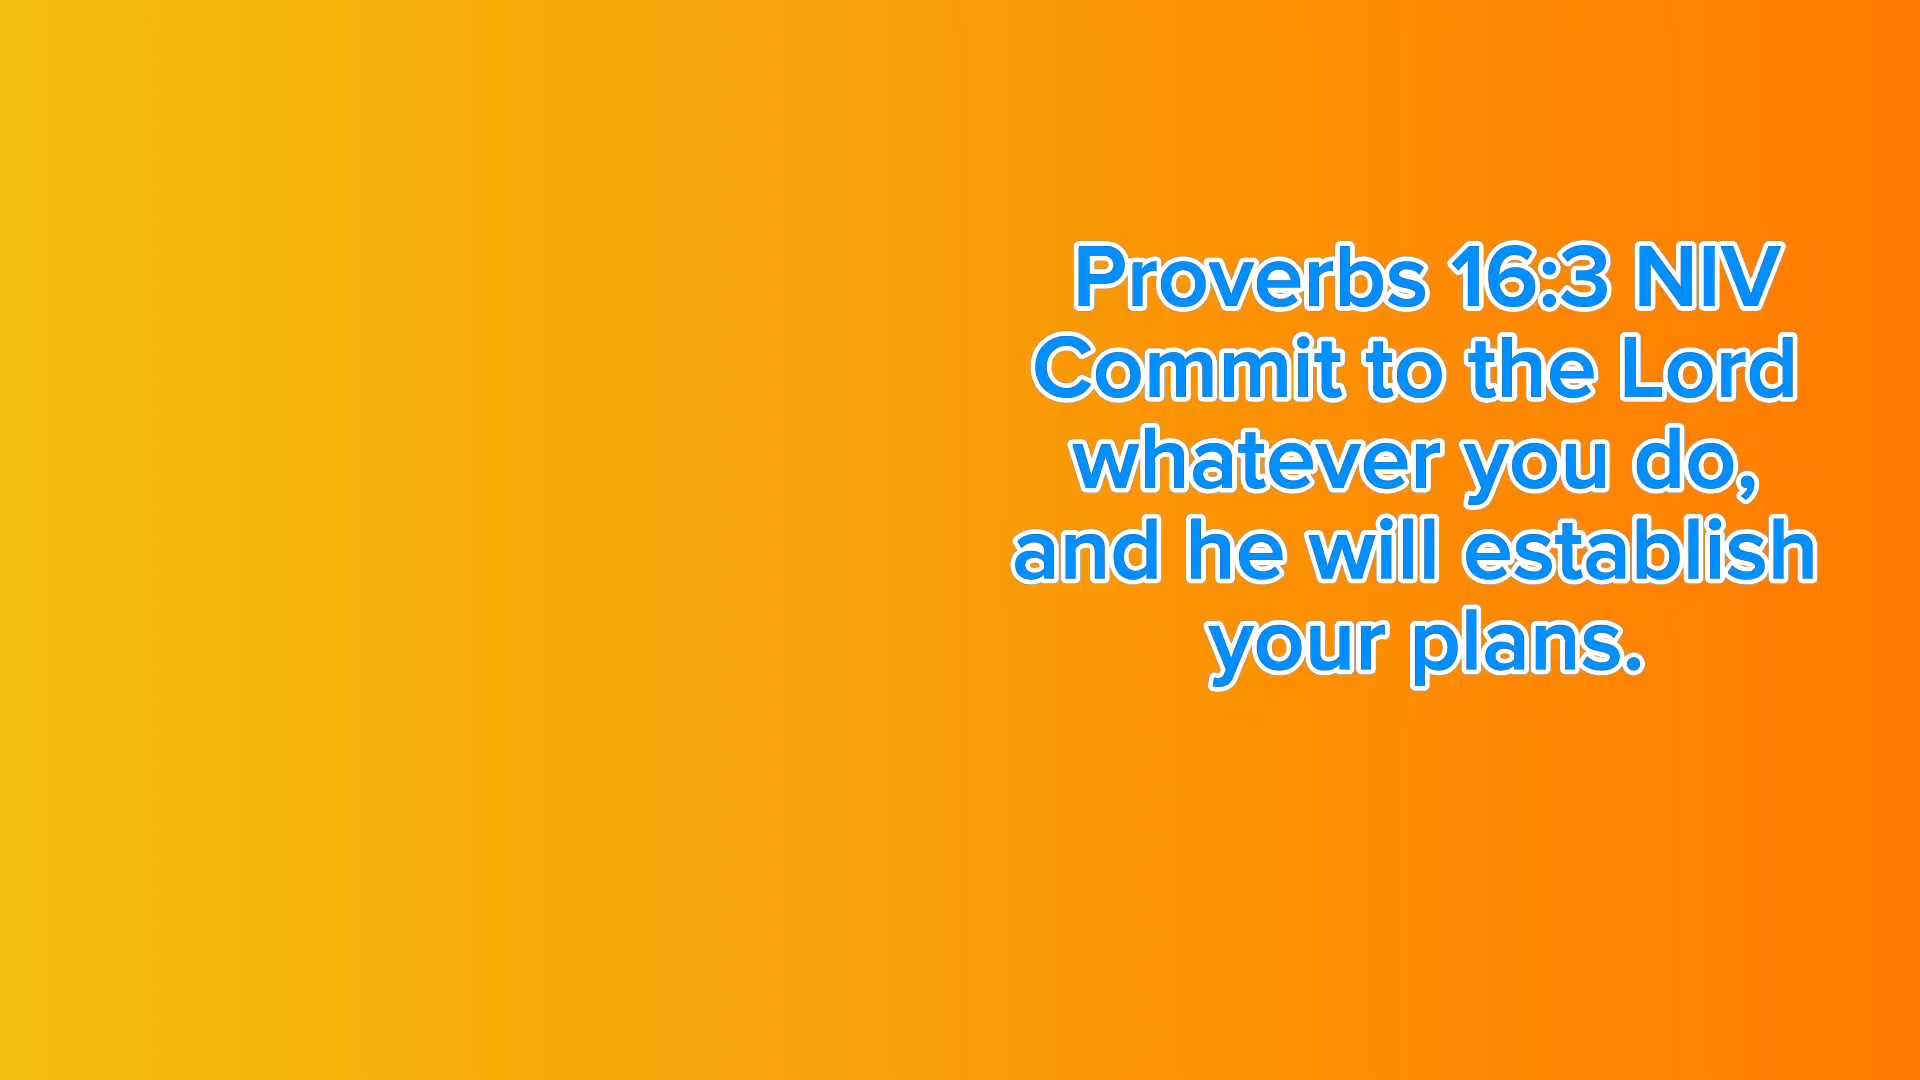 Proverbs 16:3 NIV
Commit to the Lord
whatever you do,
and he will establish
your plans.